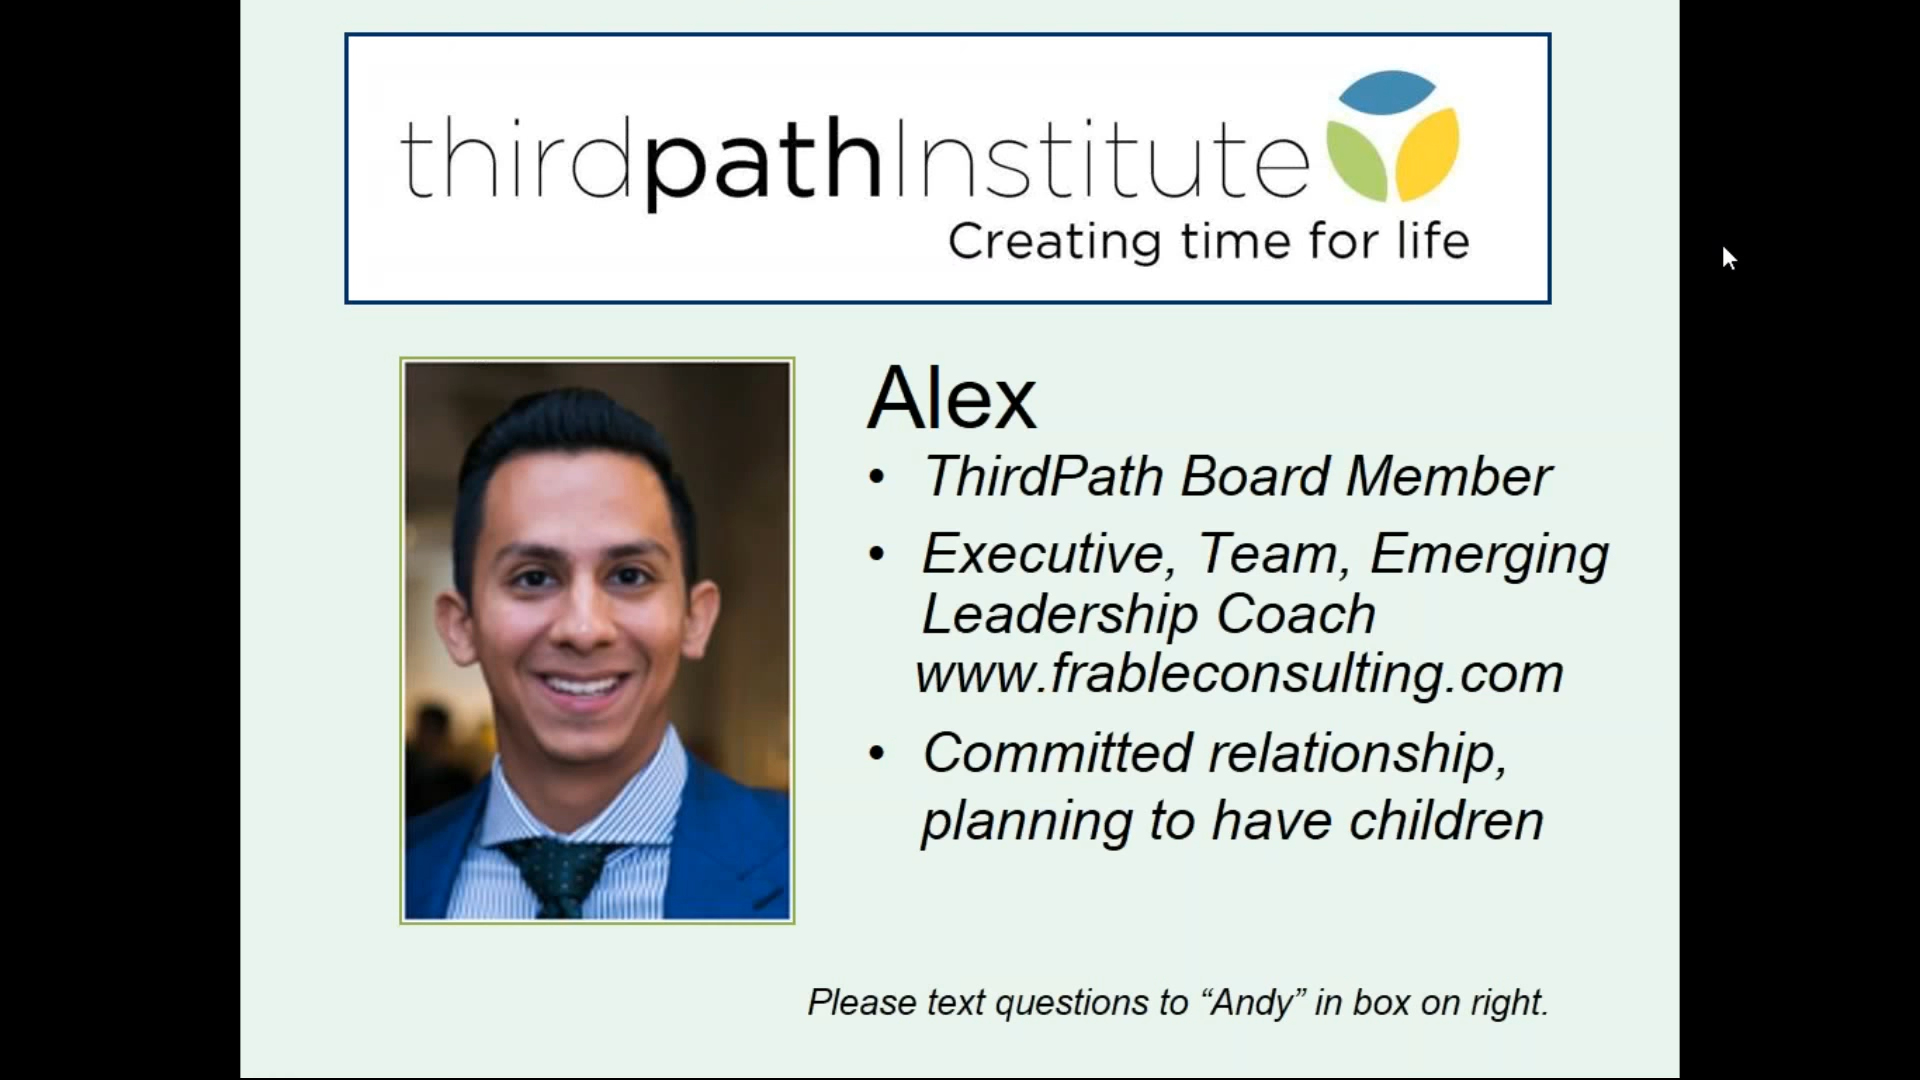 thirdpathInstitute
Creating time for life
Alex
• ThirdPath Board Member
• Executive, Team, Emerging
Leadership Coach
www.frableconsulting.com
• Committed relationship,
planning to have children
Please text questions to “Andy” in box on right.